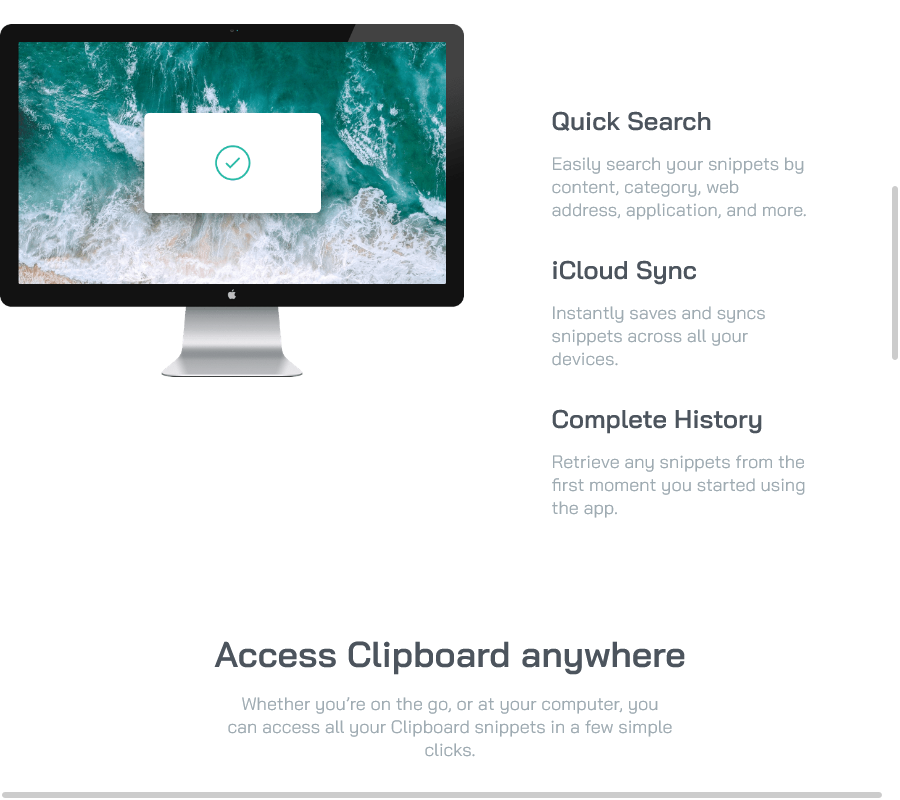 Quick Search
Easily search your snippets by
content, category, web
address, application, and more.
iCloud Sync
Instantly saves and syncs
snippets across all your
devices.
Complete History
Retrieve any snippets from the
first moment you started using
the app.
Access Clipboard anywhere
Whether you’re on the go, or at your computer, you
can access all your Clipboard snippets in a few simple
clicks.